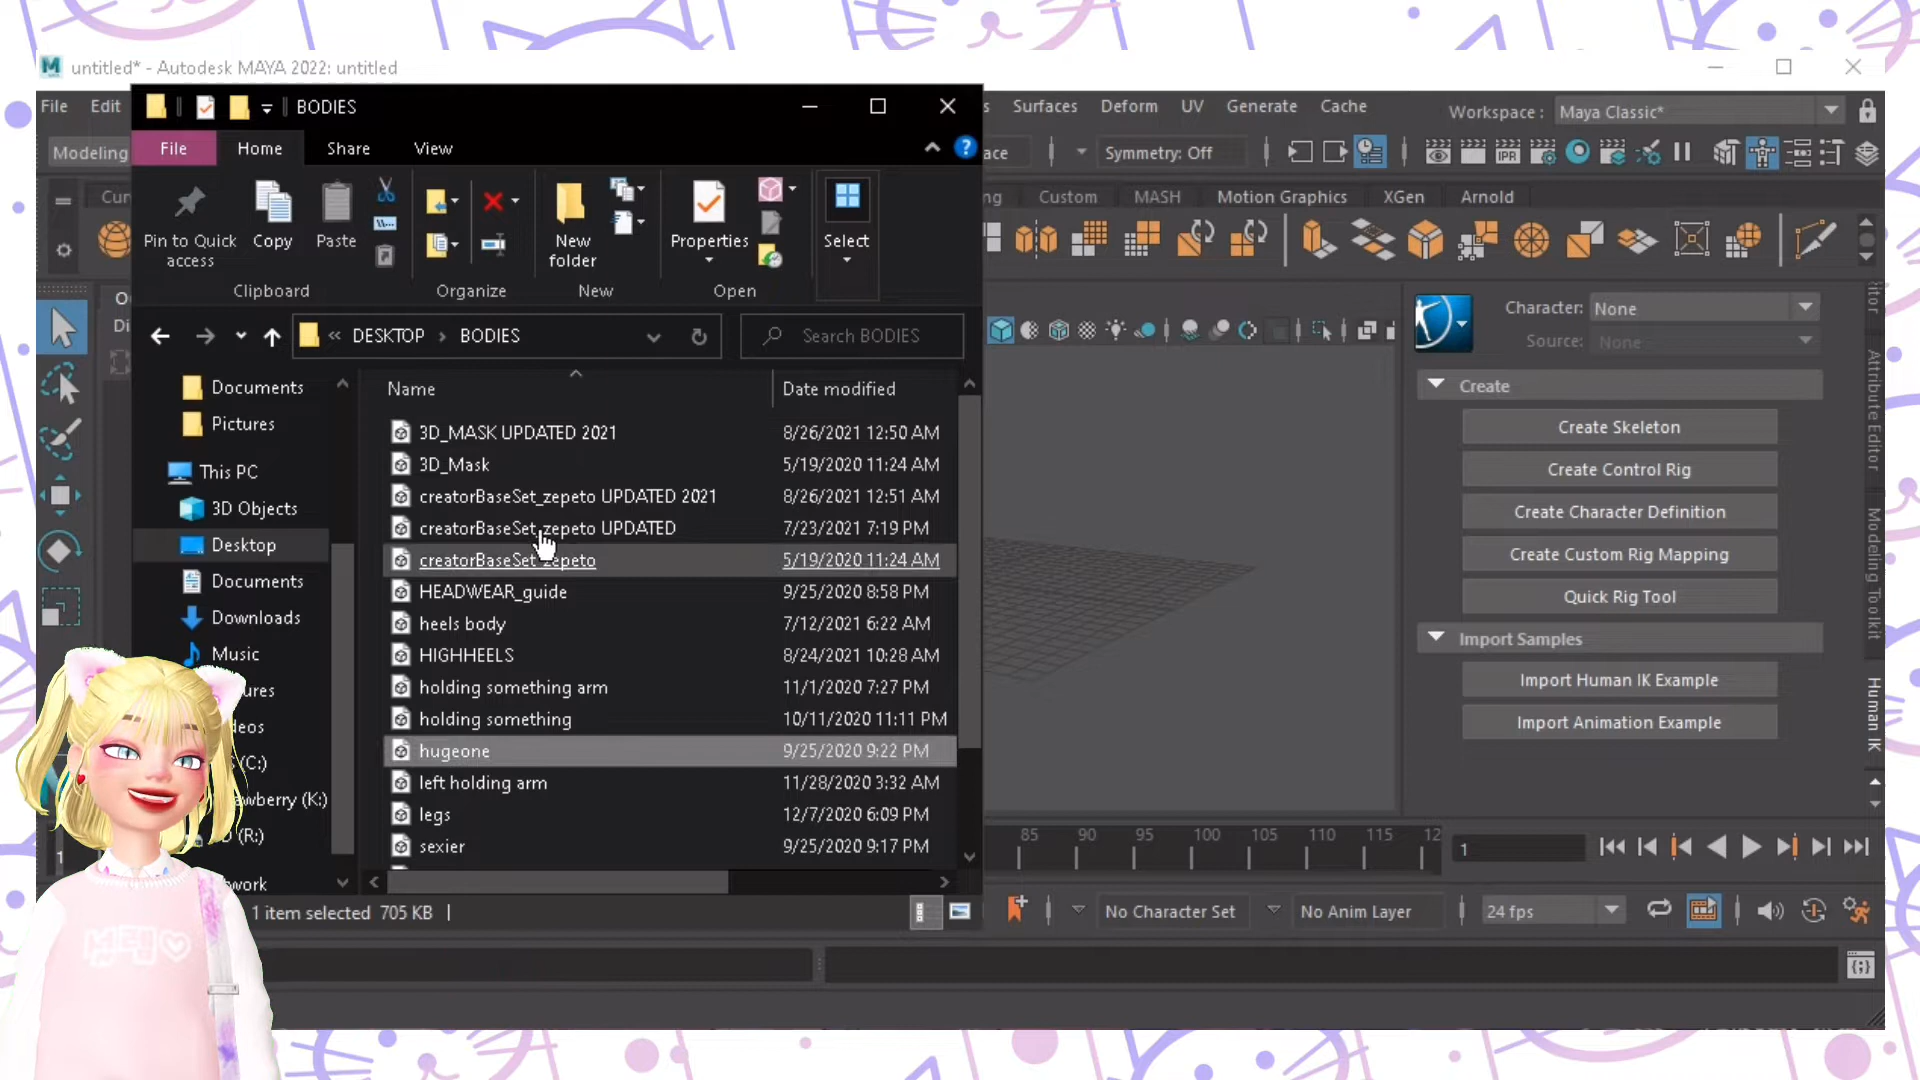 untitled* - Autodesk MAYA 2022: untitled
File Edit
Surfaces Deform UV Generate Cache
Workspace : Maya Classic*
BODIES
Modeling
File Home Share View
Symmetry: Off
IPR
Custom MASH Motion Graphics XGen Arnold
Pin to Quick access
Copy
Paste
New folder
Properties
Select
Clipboard Organize New Open
« DESKTOP › BODIES
Search BODIES
Character: None
Source: None
Create
Create Skeleton
Create Control Rig
Create Character Definition
Create Custom Rig Mapping
Quick Rig Tool
Import Samples
Import Human IK Example
Import Animation Example
Attribute Editor
Modeling Toolkit
Human IK
Documents
Pictures
This PC
3D Objects
Desktop
Documents
Downloads
Music
(C:)
(K:)
(R:)
Name Date modified
3D_MASK UPDATED 2021 8/26/2021 12:50 AM
3D_Mask 5/19/2020 11:24 AM
creatorBaseSet_zepeto UPDATED 2021 8/26/2021 12:51 AM
creatorBaseSet_zepeto UPDATED 7/23/2021 7:19 PM
creatorBaseSet_zepeto 5/19/2020 11:24 AM
HEADWEAR_guide 9/25/2020 8:58 PM
heels body 7/12/2021 6:22 AM
HIGHHEELS 8/24/2021 10:28 AM
holding something arm 11/1/2020 7:27 PM
holding something 10/11/2020 11:11 PM
hugeone 9/25/2020 9:22 PM
left holding arm 11/28/2020 3:32 AM
legs 12/7/2020 6:09 PM
sexier 9/25/2020 9:17 PM
1 item selected 705 KB
85 90 95 100 105 110 115 12
1
No Character Set
No Anim Layer
24 fps